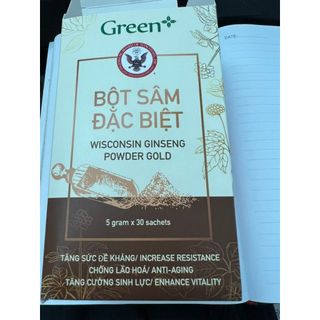 Green+
BỘT SÂM
ĐẶC BIỆT
WISCONSIN GINSENG
POWDER GOLD
5 gram x 30 sachets
TĂNG SỨC ĐỀ KHÁNG/ INCREASE RESISTANCE
CHỐNG LÃO HOÁ/ ANTI-AGING
TĂNG CƯỜNG SINH LỰC/ ENHANCE VITALITY
DATE: